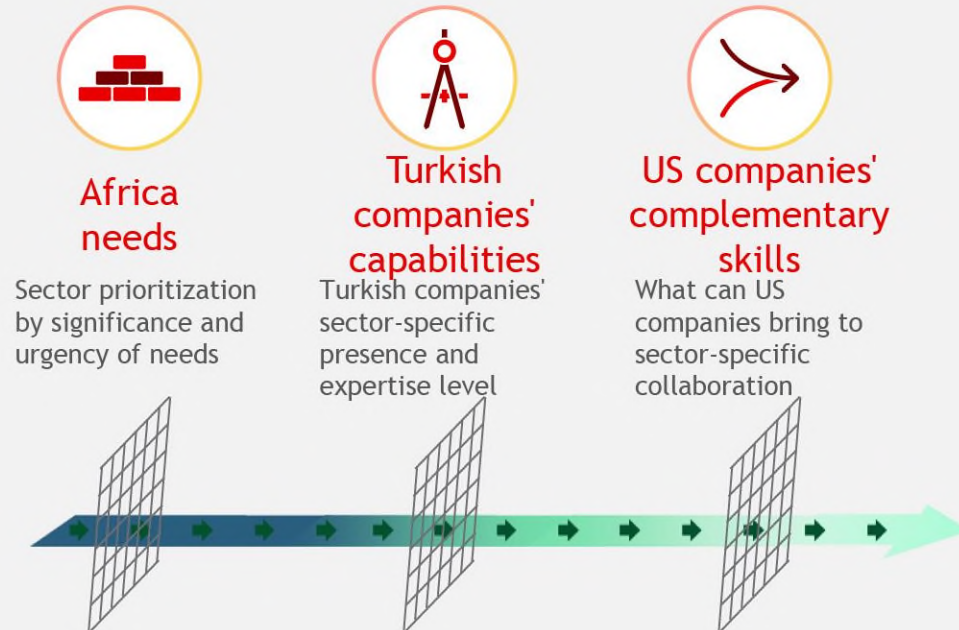 Africa
needs
Sector prioritization
by significance and
urgency of needs
Turkish
companies'
capabilities
Turkish companies'
sector-specific
presence and
expertise level
US companies'
complementary
skills
What can US
companies bring to
sector-specific
collaboration